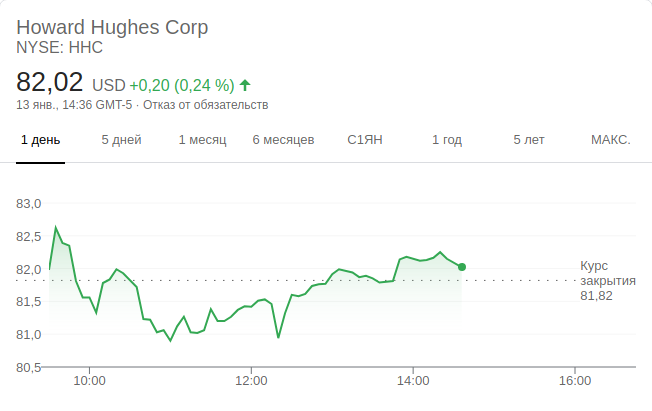 Howard Hughes Corp
NYSE: HHC
82,02 USD +0,20 (0,24 %)
13 янв., 14:36 GMT-5 · Отказ от обязательств
1 день 5 дней 1 месяц 6 месяцев С1ЯН 1 год 5 лет МАКС.
83,0
82,5
82,0
81,5
81,0
80,5
Курс
закрытия
81,82
10:00 12:00 14:00 16:00